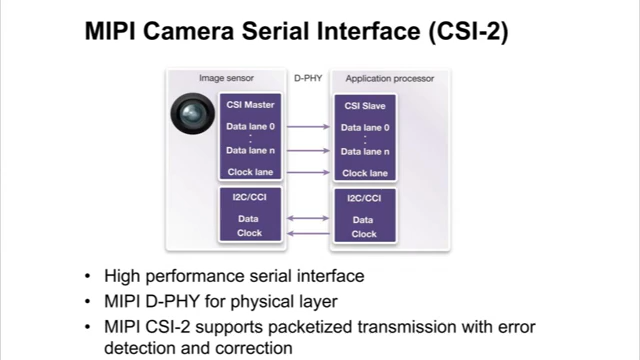 MIPI Camera Serial Interface (CSI-2)
Image sensor D-PHY Application processor
CSI Master CSI Slave
Data lane 0 Data lane 0
Data lane n Data lane n
Clock lane Clock lane
I2C/CCI I2C/CCI
Data Data
Clock Clock
• High performance serial interface
• MIPI D-PHY for physical layer
• MIPI CSI-2 supports packetized transmission with error
detection and correction